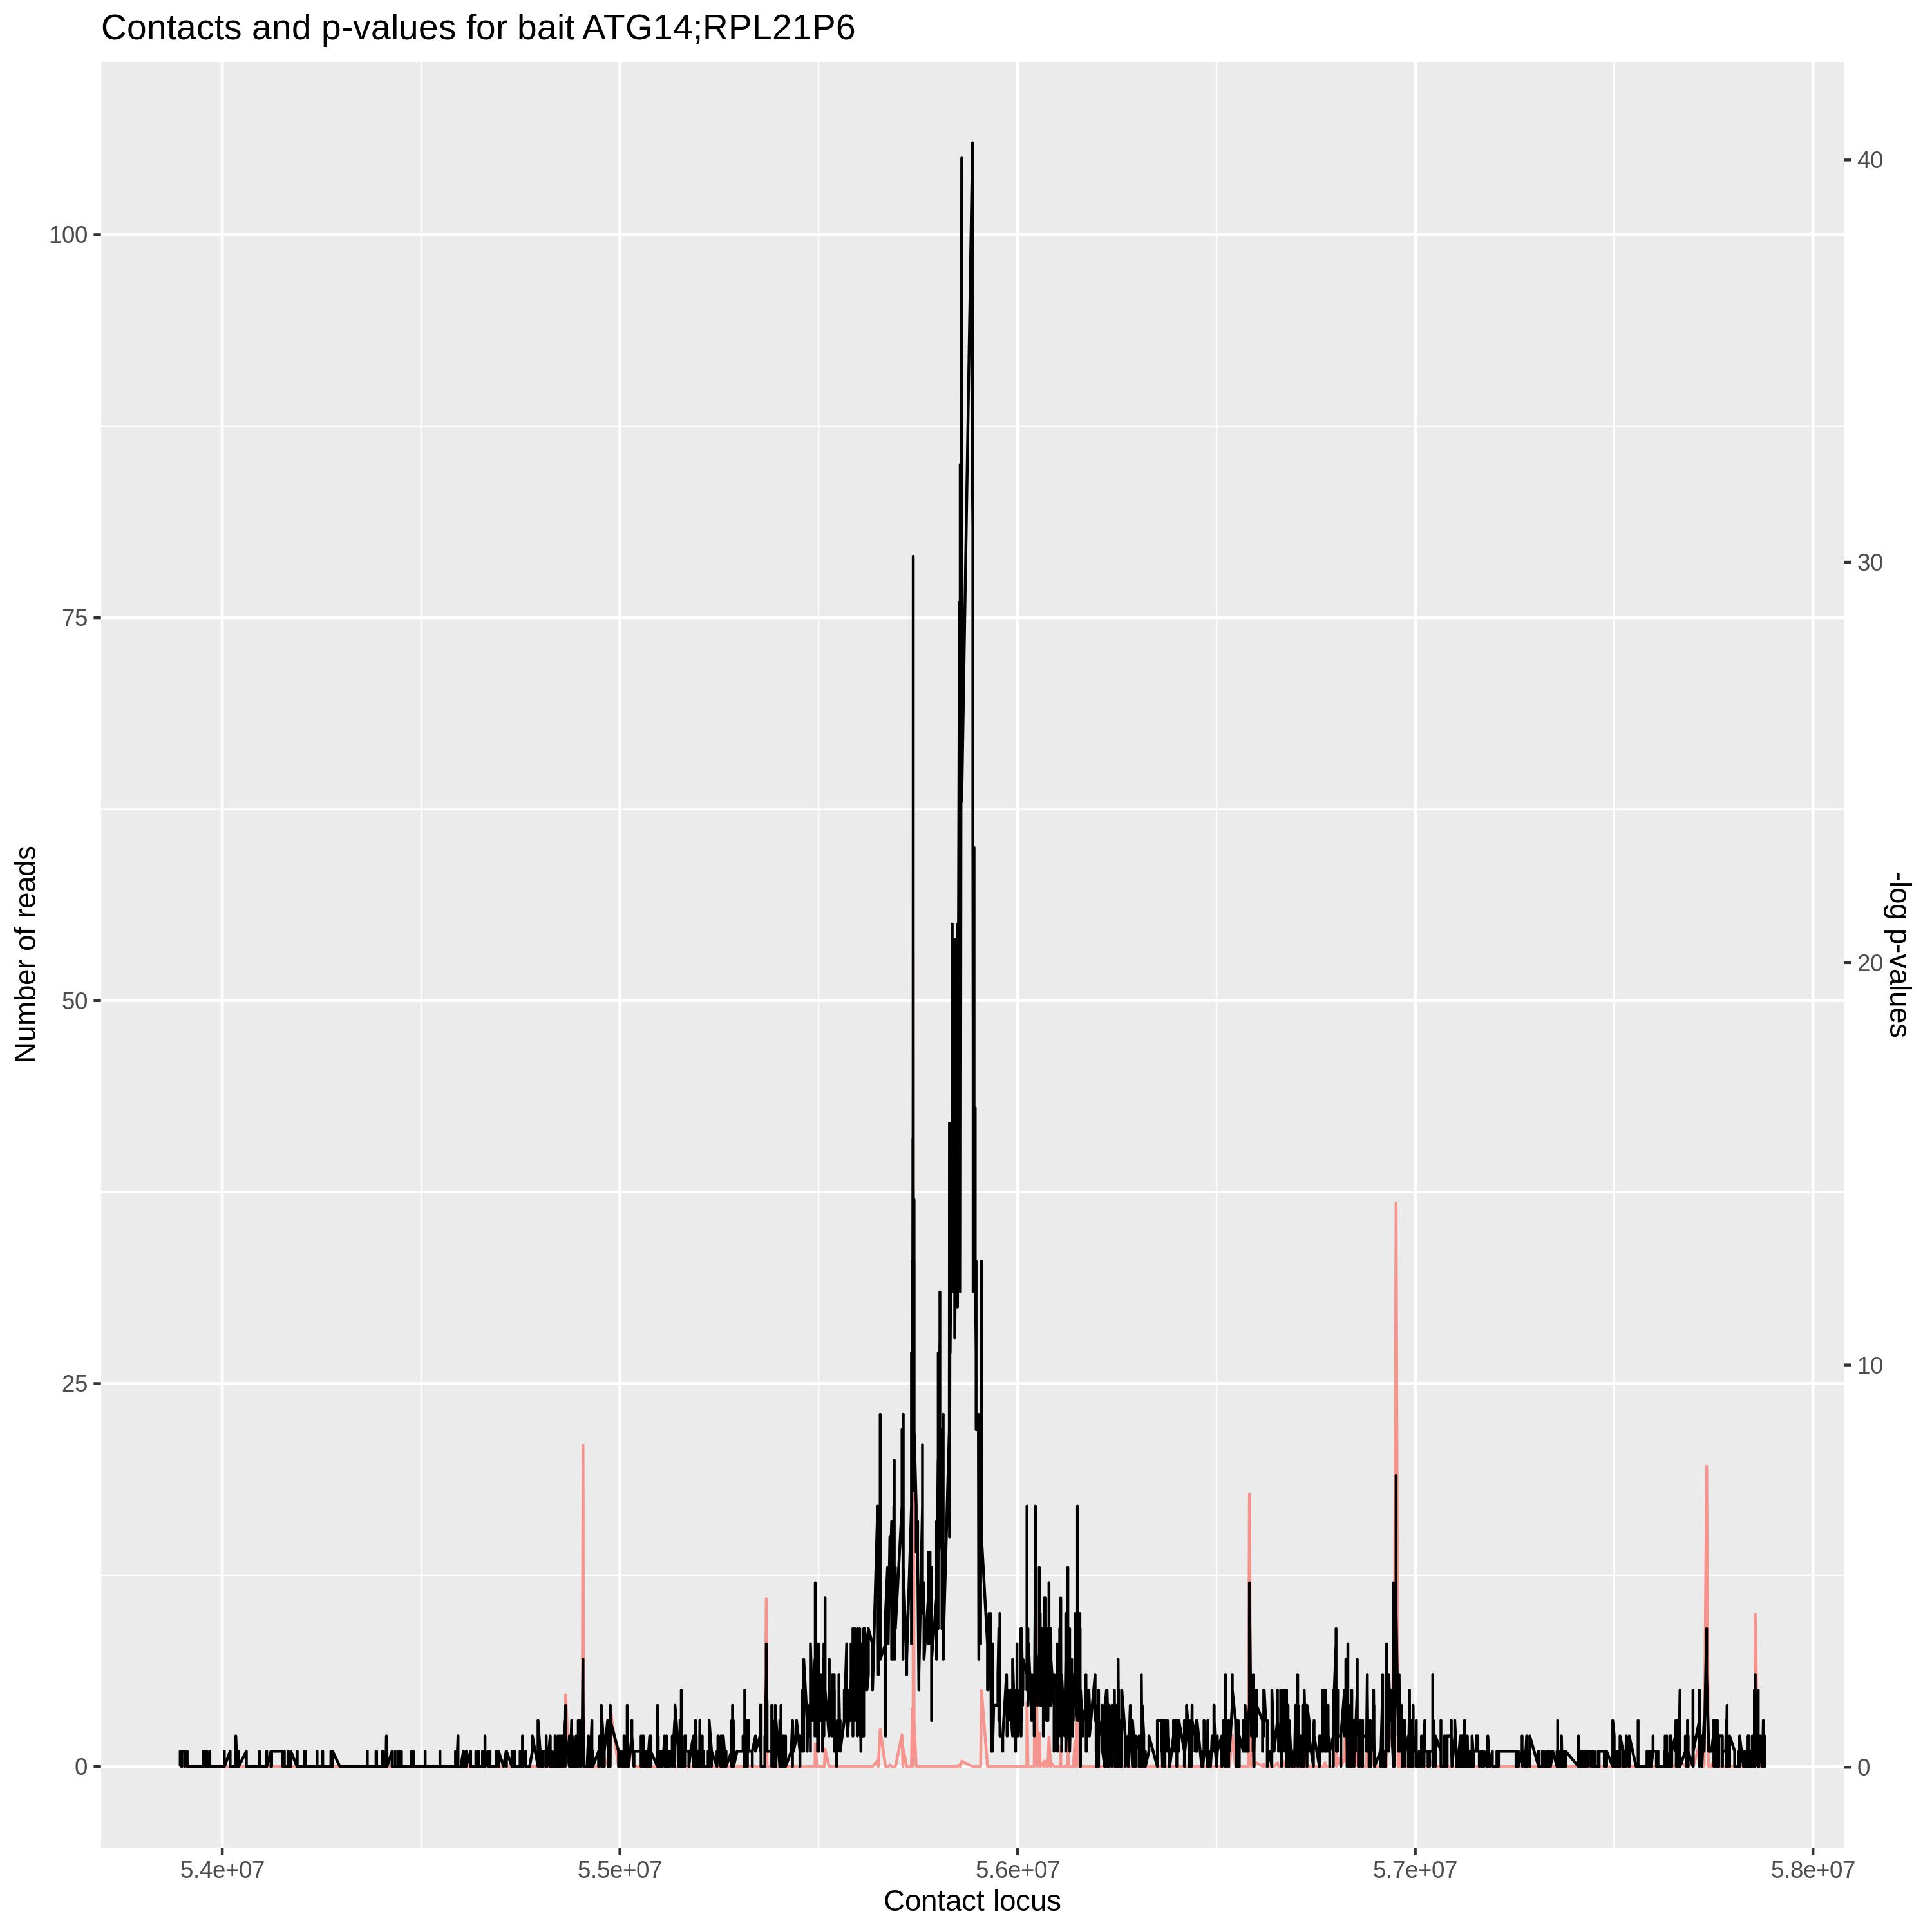 Contacts and p-values for bait ATG14;RPL21P6
100
75
50
25
0
Number of reads
40
30
20
10
0
-log p-values
5.4e+07
5.5e+07
5.6e+07
5.7e+07
5.8e+07
Contact locus